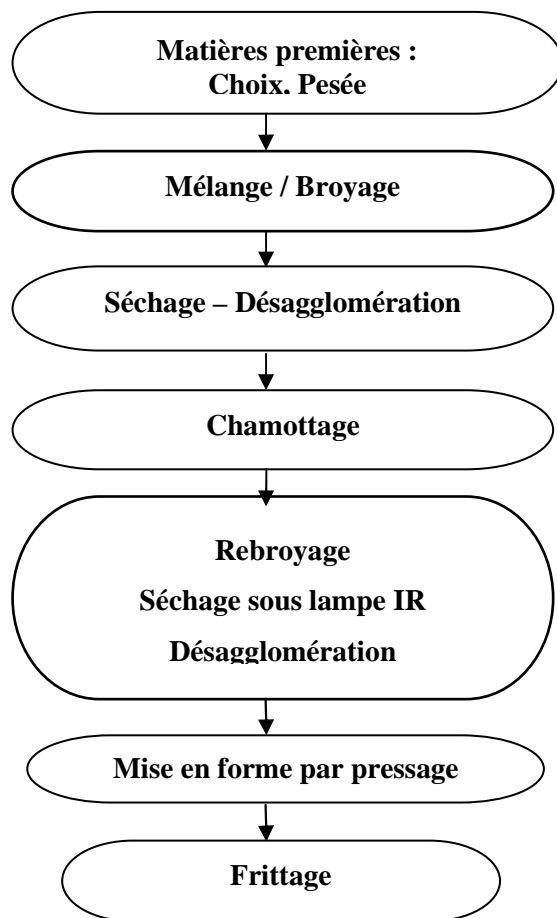 Matières premières :
Choix. Pesée
Mélange / Broyage
Séchage – Désagglomération
Chamottage
Rebroyage
Séchage sous lampe IR
Désagglomération
Mise en forme par pressage
Frittage